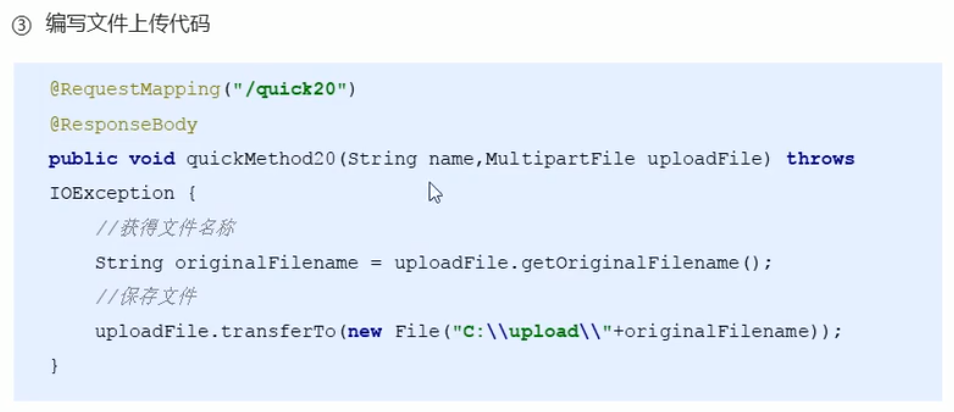 ③ 编写文件上传代码
@RequestMapping("/quick20")
@ResponseBody
public void quickMethod20(String name,MultipartFile uploadFile) throws
IOException {
//获得文件名称
String originalFilename = uploadFile.getOriginalFilename();
//保存文件
uploadFile.transferTo(new File("C:\\upload\\"+originalFilename));
}